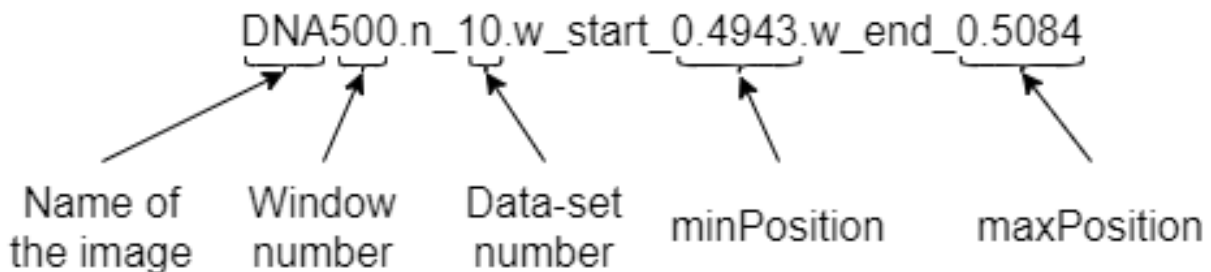 DNA500.n_10.w_start_0.4943.w_end_0.5084
Name of
the image
Window
number
Data-set
number
minPosition
maxPosition